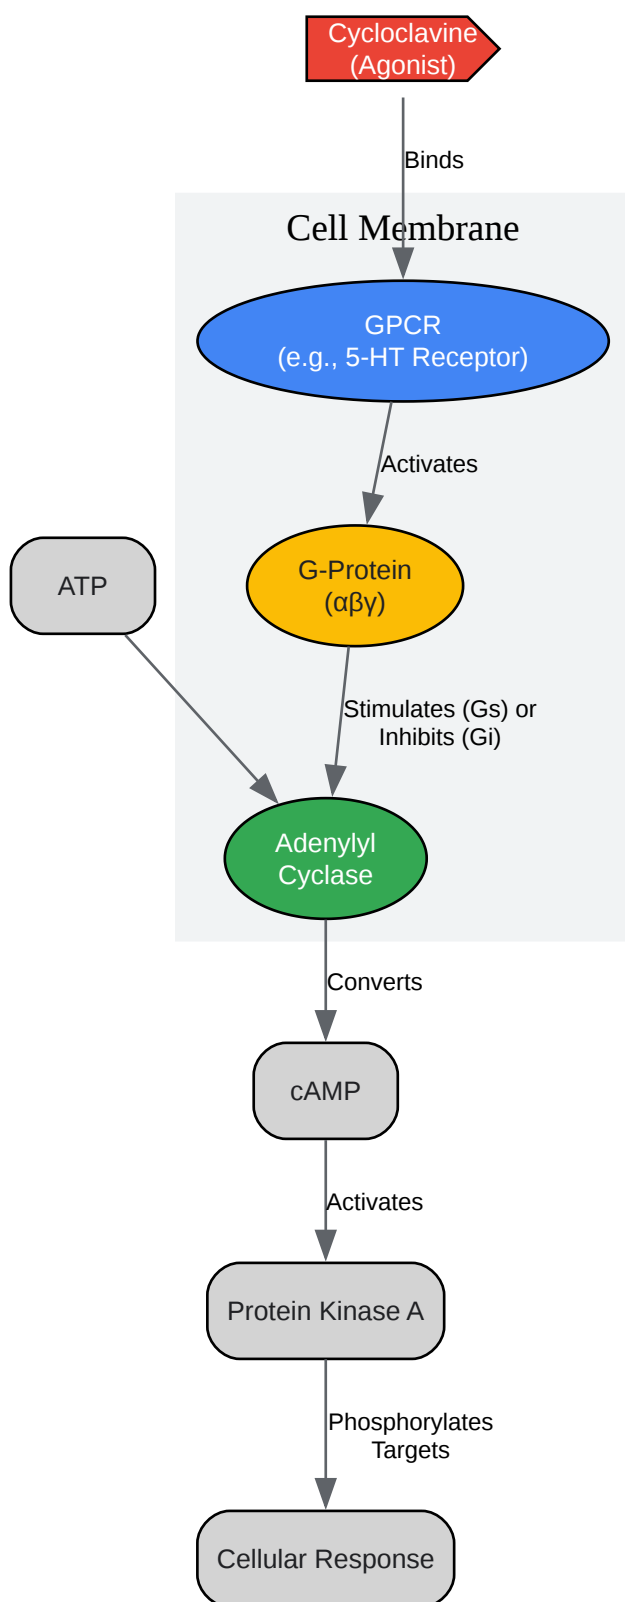 Cycloclavine
(Agonist)
Binds
Cell Membrane
GPCR
(e.g., 5-HT Receptor)
Activates
G-Protein
(αβγ)
ATP
Stimulates (Gs) or
Inhibits (Gi)
Adenylyl
Cyclase
Converts
cAMP
Activates
Protein Kinase A
Phosphorylates
Targets
Cellular Response